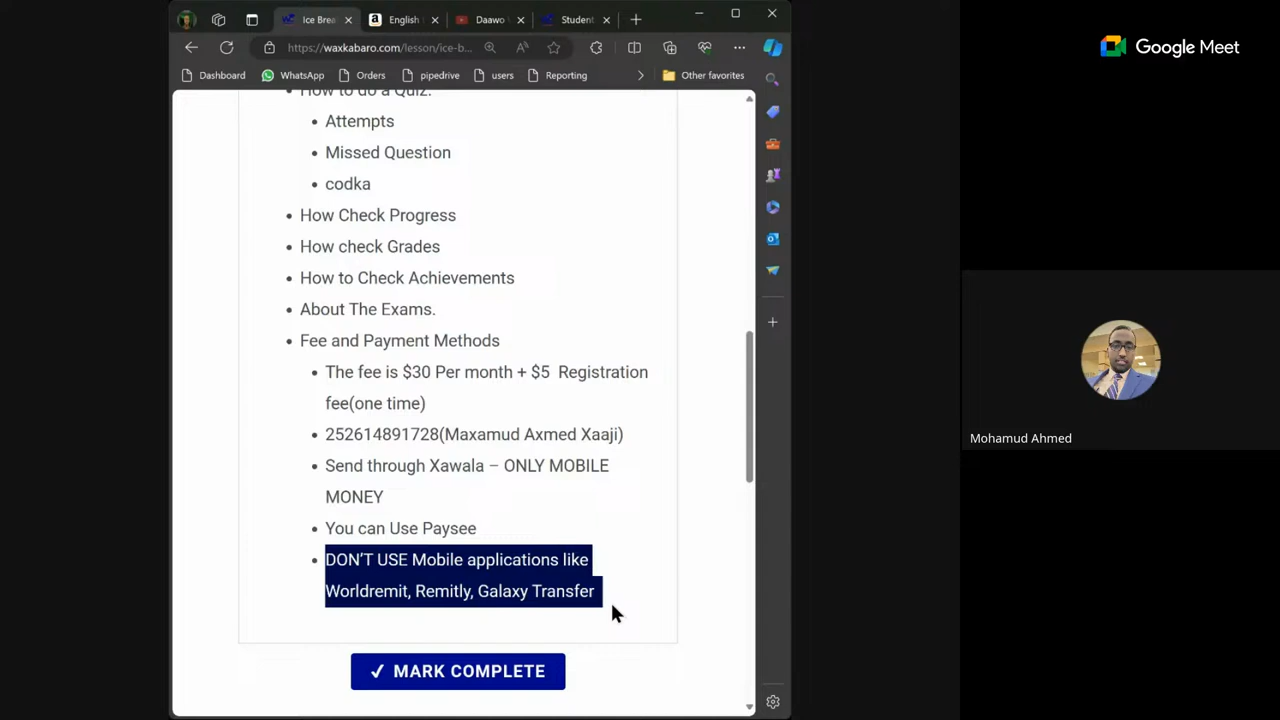 Ice Brea
English
Daawo
Student
https://waxkabaro.com/lesson/ice-b...
Dashboard
WhatsApp
Orders
pipedrive
users
Reporting
Other favorites
Google Meet
How to do a Quiz.
Attempts
Missed Question
codka
How Check Progress
How check Grades
How to Check Achievements
About The Exams.
Fee and Payment Methods
The fee is $30 Per month + $5 Registration
fee(one time)
252614891728(Maxamud Axmed Xaaji)
Send through Xawala – ONLY MOBILE
MONEY
You can Use Paysee
DON'T USE Mobile applications like
Worldremit, Remitly, Galaxy Transfer
✓ MARK COMPLETE
Mohamud Ahmed